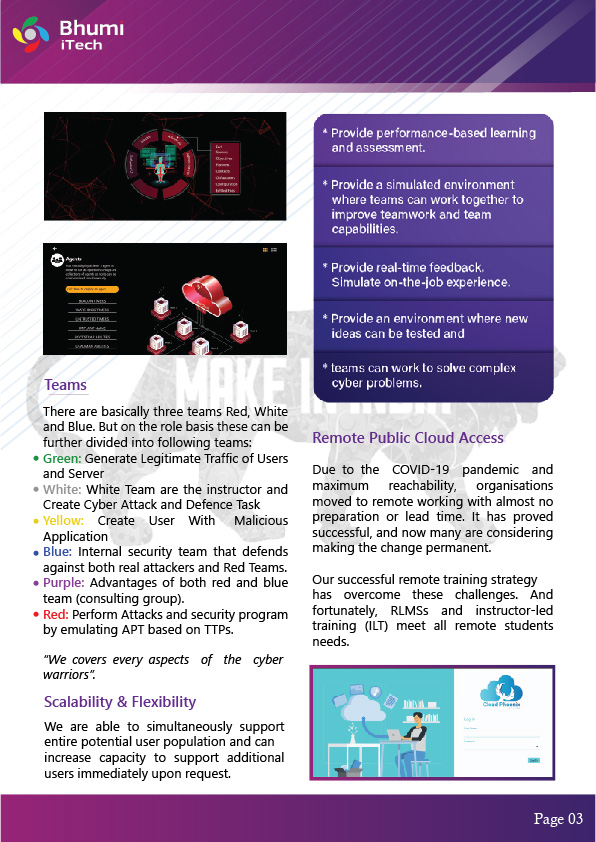 Bhumi
iTech
Agents
Teams
There are basically three teams Red, White
and Blue. But on the role basis these can be
further divided into following teams:
• Green: Generate Legitimate Traffic of Users
and Server
• White: White Team are the instructor and
Create Cyber Attack and Defence Task
• Yellow: Create User With Malicious
Application
• Blue: Internal security team that defends
against both real attackers and Red Teams.
• Purple: Advantages of both red and blue
team (consulting group).
• Red: Perform Attacks and security program
by emulating APT based on TTPs.
“We covers every aspects of the cyber
warriors”.
Scalability & Flexibility
We are able to simultaneously support
entire potential user population and can
increase capacity to support additional
users immediately upon request.
* Provide performance-based learning
and assessment.
* Provide a simulated environment
where teams can work together to
improve teamwork and team
capabilities.
* Provide real-time feedback.
Simulate on-the-job experience.
* Provide an environment where new
ideas can be tested and
* teams can work to solve complex
cyber problems.
MAKE IN INDIA
Remote Public Cloud Access
Due to the COVID-19 pandemic and
maximum reachability, organisations
moved to remote working with almost no
preparation or lead time. It has proved
successful, and now many are considering
making the change permanent.
Our successful remote training strategy
has overcome these challenges. And
fortunately, RLMSs and instructor-led
training (ILT) meet all remote students
needs.
Cloud Phoenix
Log in
Page 03